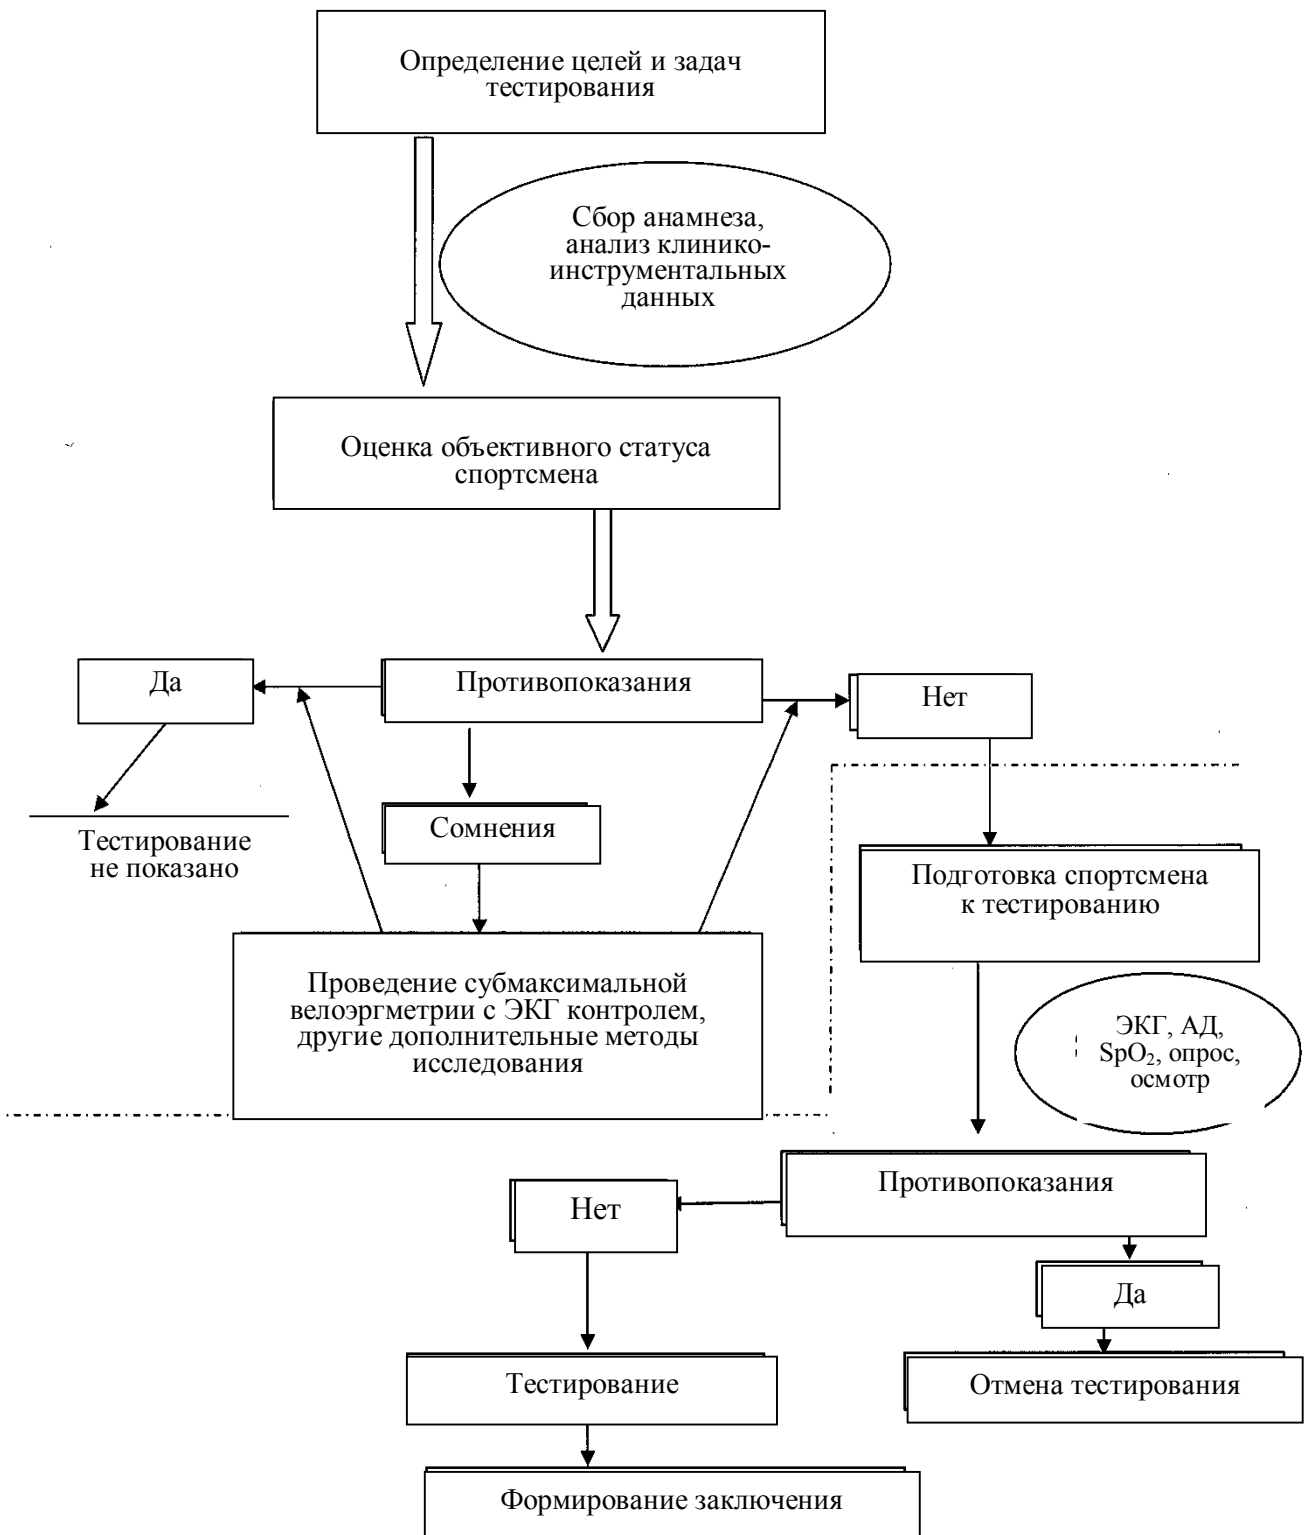 Определение целей и задач
тестирования
Сбор анамнеза,
анализ клинико-
инструментальных
данных
Оценка объективного статуса
спортсмена
Да
Противопоказания
Нет
Сомнения
Тестирование
не показано
Подготовка спортсмена
к тестированию
Проведение субмаксимальной
велоэргметрии с ЭКГ контролем,
другие дополнительные методы
исследования
ЭКГ, АД,
SpO₂, опрос,
осмотр
Противопоказания
Нет
Да
Тестирование
Отмена тестирования
Формирование заключения